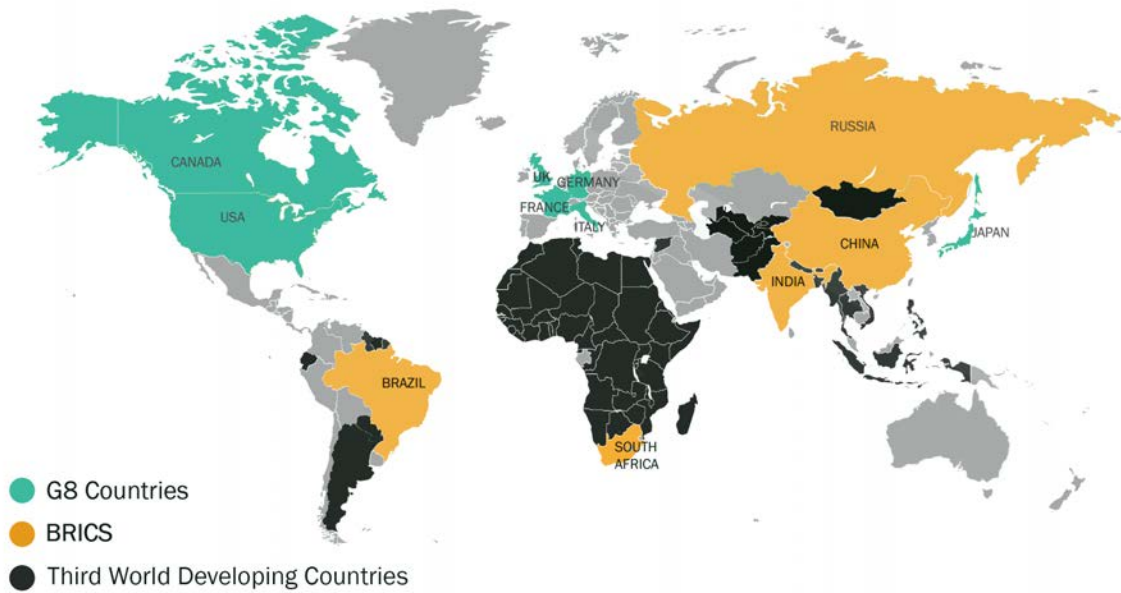 RUSSIA
CANADA
UK
GERMANY
USA
FRANCE
ITALY
JAPAN
CHINA
INDIA
BRAZIL
SOUTH
AFRICA
G8 Countries
BRICS
Third World Developing Countries